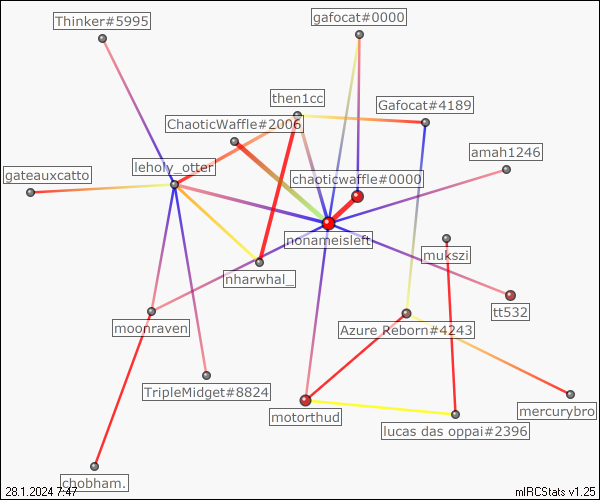 Thinker#5995
gafocat#0000
then1cc
Gafocat#4189
ChaoticWaffle#2006
amah1246
leholy_otter
gateauxcatto
chaoticwaffle#0000
nonameisleft
mukszi
nharwhal_
tt532
moonraven
Azure Reborn#4243
TripleMidget#8824
motorthud
mercurybro
lucas das oppai#2396
chobham.
28.1.2024 7:47
mIRCStats v1.25